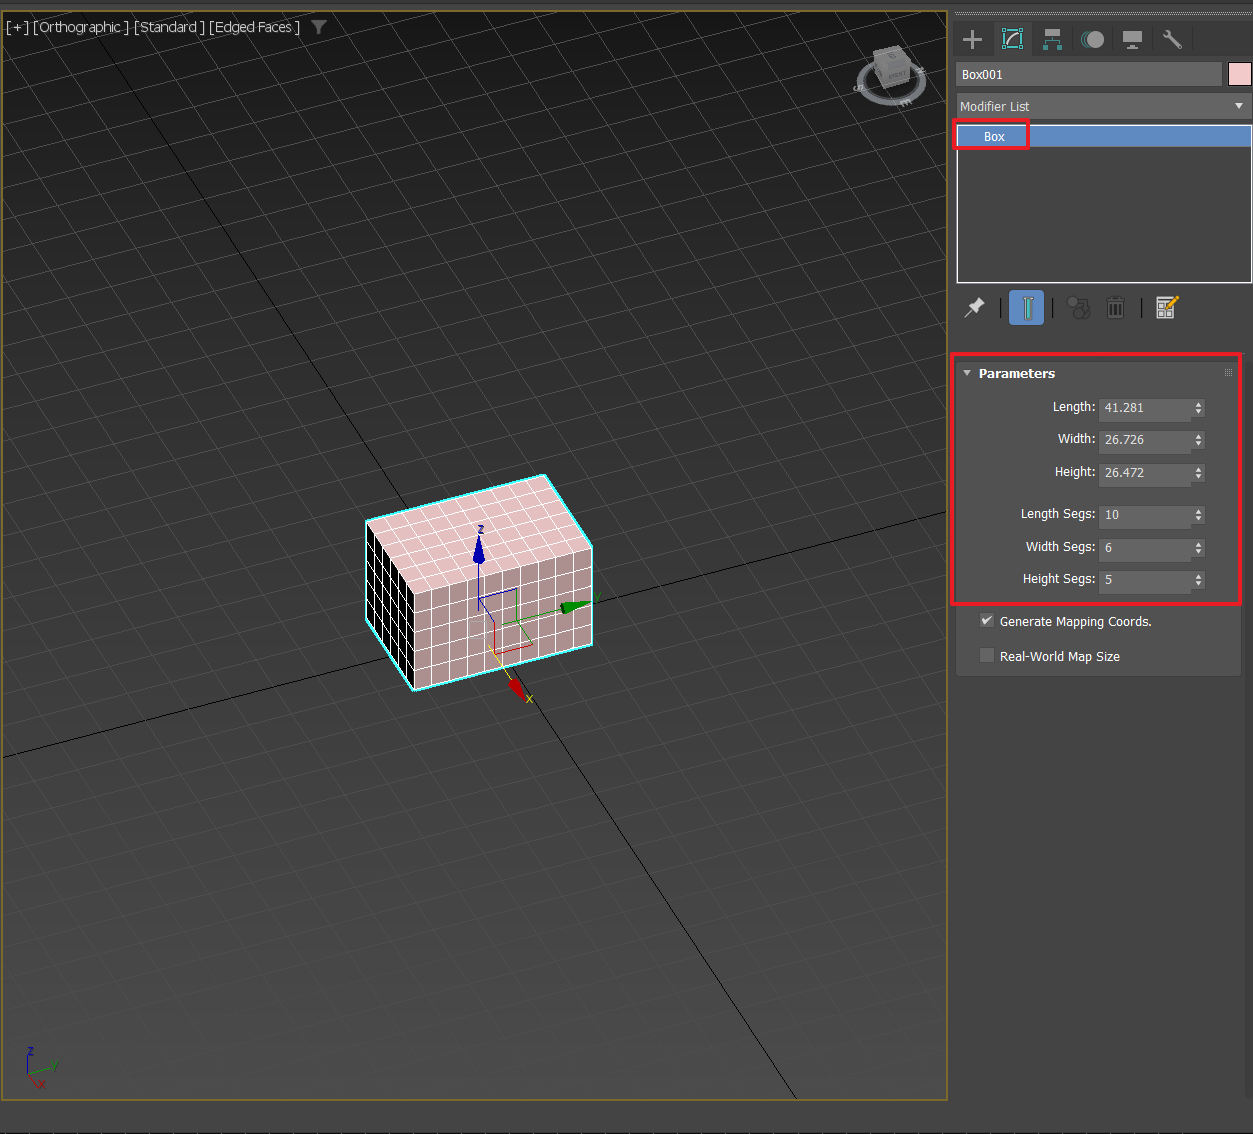 [+] [Orthographic ] [Standard ] [Edged Faces ]
Box001
Modifier List
Box
Parameters
Length: 41.281
Width: 26.726
Height: 26.472
Length Segs: 10
Width Segs: 6
Height Segs: 5
Generate Mapping Coords.
Real-World Map Size
z
y
x
z
y
x